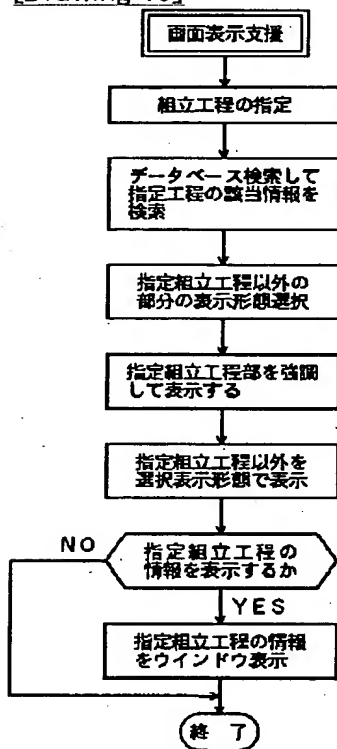 画面表示支援
組立工程の指定
データベース検索して
指定工程の該当情報を
検索
指定組立工程以外の
部分の表示形態選択
指定組立工程部を強調
して表示する
指定組立工程以外を
選択表示形態で表示
NO
指定組立工程の
情報を表示するか
YES
指定組立工程の情報
をウインドウ表示
終了